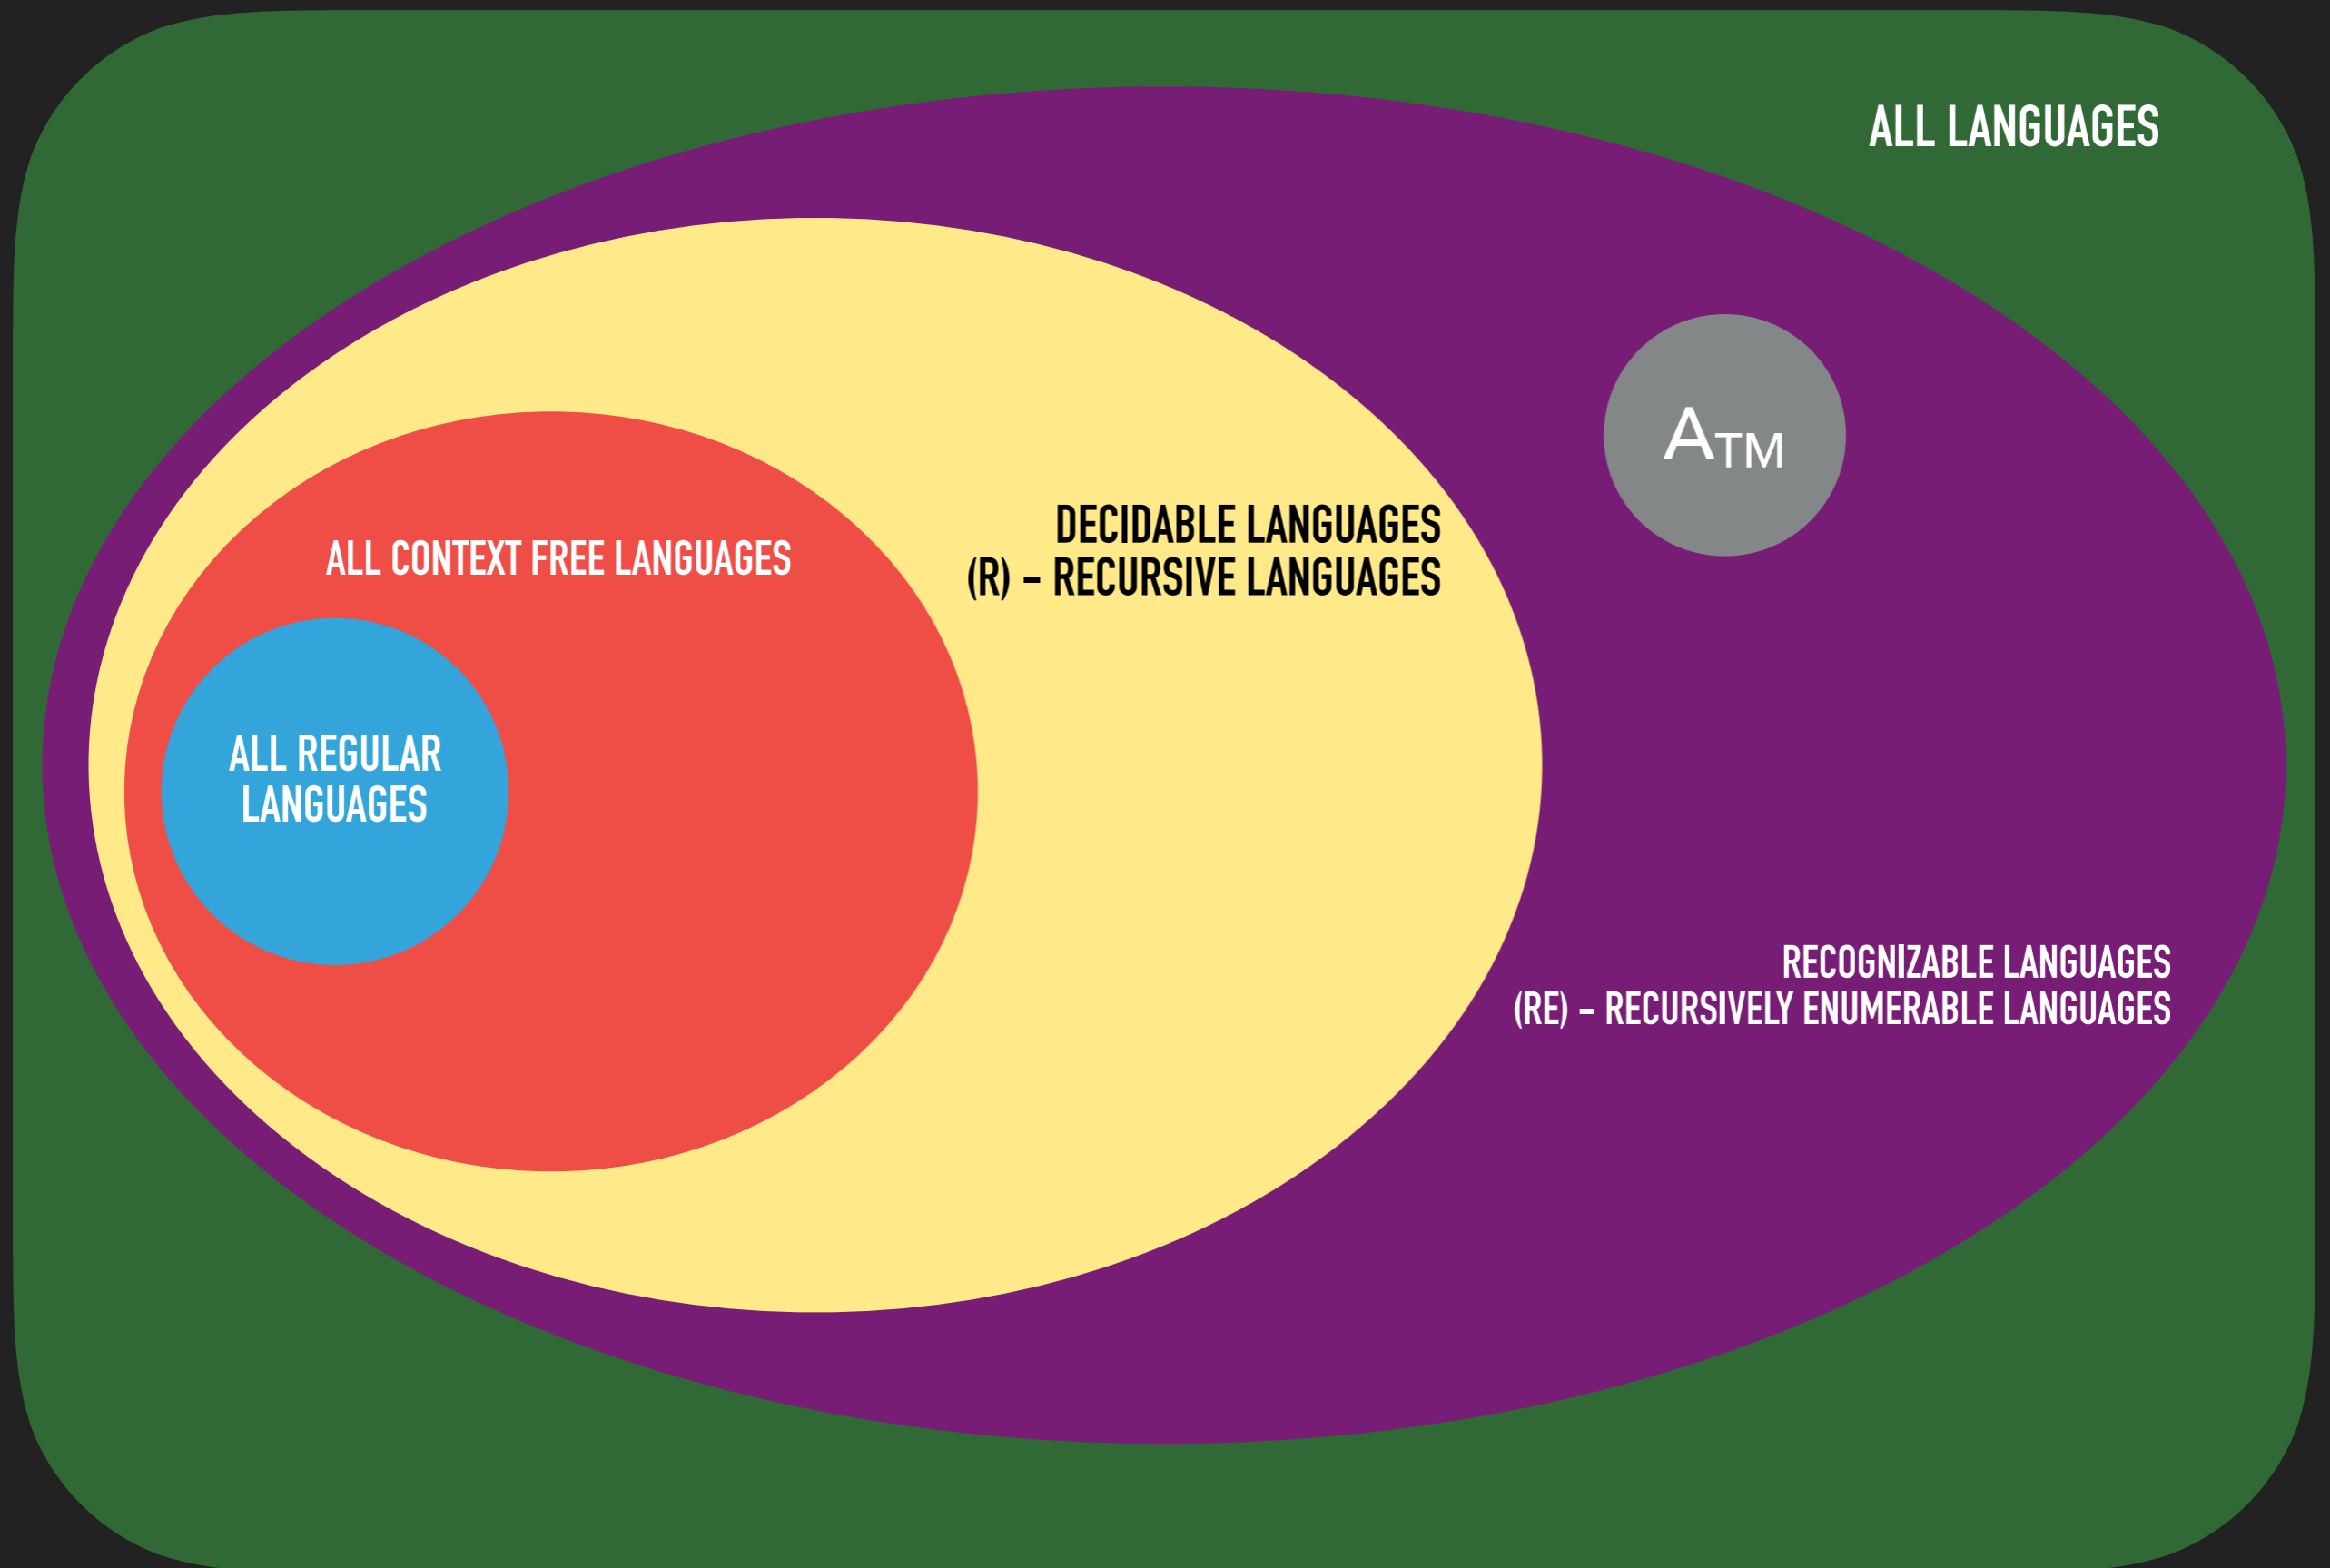 ALL LANGUAGES
ATM
DECIDABLE LANGUAGES
(R) – RECURSIVE LANGUAGES
ALL CONTEXT FREE LANGUAGES
ALL REGULAR
LANGUAGES
RECOGNIZABLE LANGUAGES
(RE) – RECURSIVELY ENUMERABLE LANGUAGES